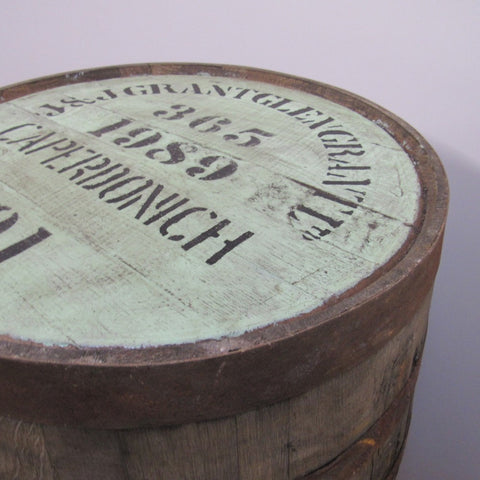 J & J GRANT GLEN GRANT LTD
365
1989
CAPERDONICH